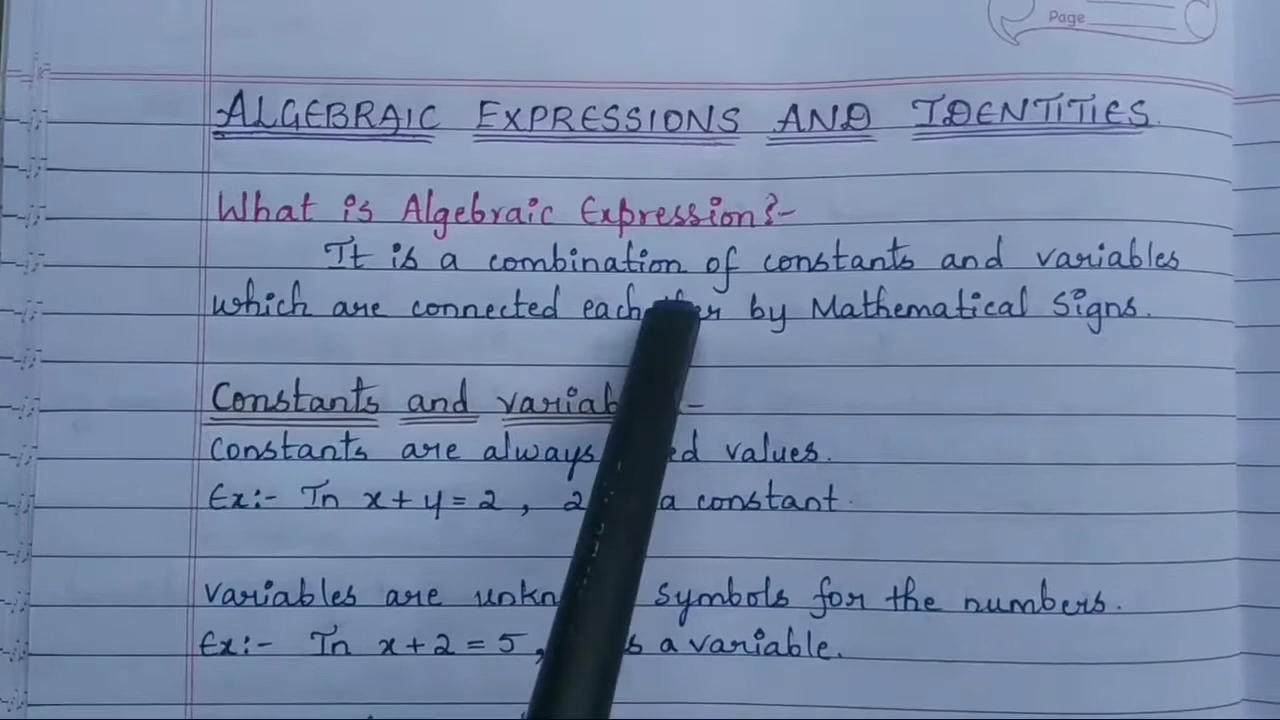 Page
ALGEBRAIC EXPRESSIONS AND IDENTITIES.
What is Algebraic Expression?-
It is a combination of constants and variables
which are connected each by Mathematical Signs.
Constants and -
constants are always values.
Ex:- In x+y=2, 2 a constant.
variables are symbols for the numbers.
Ex:- In x+2=5, a variable.